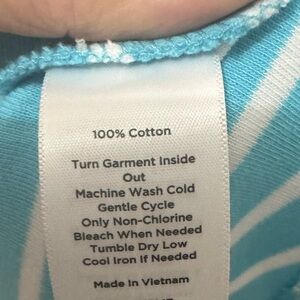 100% Cotton
Turn Garment Inside
Out
Machine Wash Cold
Gentle Cycle
Only Non-Chlorine
Bleach When Needed
Tumble Dry Low
Cool Iron If Needed
Made In Vietnam